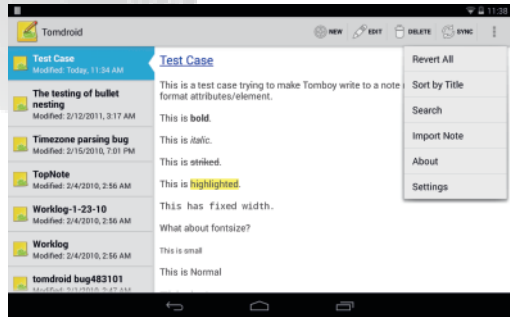 11:38
Tomdroid
NEW
EDIT
DELETE
SYNC
Test Case
Modified: Today, 11:34 AM
The testing of bullet
nesting
Modified: 2/12/2011, 3:17 AM
Timezone parsing bug
Modified: 2/15/2010, 7:01 PM
TopNote
Modified: 2/4/2010, 2:56 AM
Worklog-1-23-10
Modified: 2/4/2010, 2:56 AM
Worklog
Modified: 2/4/2010, 2:56 AM
tomdroid bug483101
Test Case
This is a test case trying to make Tomboy write to a note
format attributes/element.
This is bold.
This is italic.
This is striked.
This is highlighted.
This has fixed width.
What about fontsize?
This is small
This is Normal
Revert All
Sort by Title
Search
Import Note
About
Settings